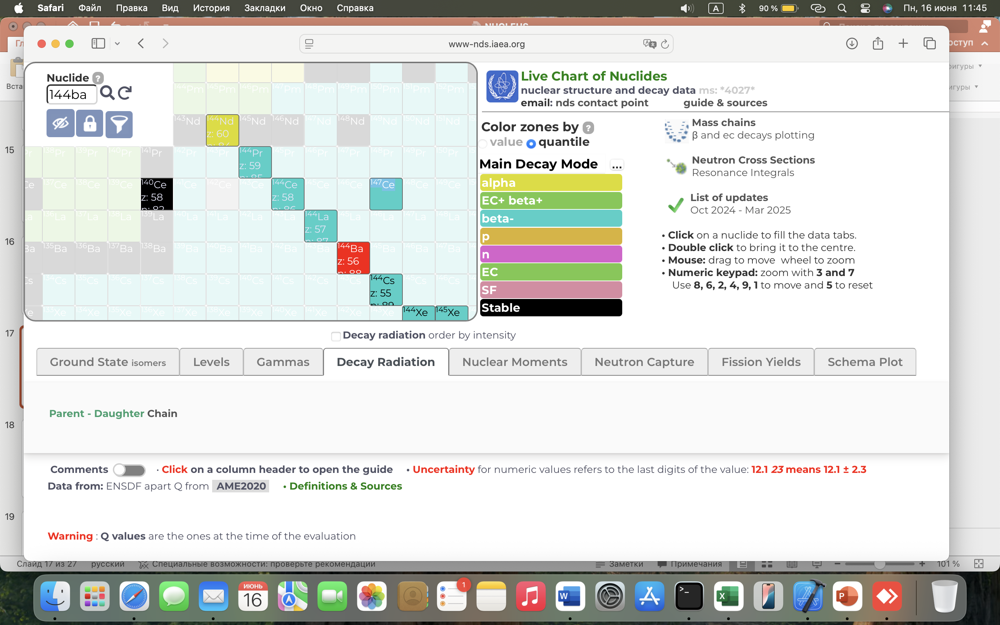 Safari Файл Правка Вид История Закладки Окно Справка
A 90 % Пн, 16 июня 11:45
NUCLEUS
www-nds.iaea.org
Nuclide ?
144ba
144Pm 145Pm 146Pm 147Pm 148Pm 149Pm 150Pm 151Pm 152Pm
143Nd 144Nd 145Nd 146Nd 147Nd 148Nd 149Nd 150Nd 151Nd
z: 60
n: 84
Pr 138Pr 139Pr 140Pr 141Pr 142Pr 143Pr 144Pr 145Pr 146Pr 147Pr 148Pr 149Pr 150Pr
z: 59
n: 85
Ce 137Ce 138Ce 139Ce 140Ce 141Ce 142Ce 143Ce 144Ce 145Ce 146Ce 147Ce 148Ce 149Ce
z: 58 z: 58
n: 82 n: 86
La 136La 137La 138La 139La 140La 141La 142La 143La 144La 145La 146La 147La 148La
z: 57
n: 87
Ba 135Ba 136Ba 137Ba 138Ba 139Ba 140Ba 141Ba 142Ba 143Ba 144Ba 145Ba 146Ba 147Ba
z: 56
n: 88
Cs 134Cs 135Cs 136Cs 137Cs 138Cs 139Cs 140Cs 141Cs 142Cs 143Cs 144Cs 145Cs 146Cs
z: 55
n: 89
Xe 133Xe 134Xe 135Xe 136Xe 137Xe 138Xe 139Xe 140Xe 141Xe 142Xe 143Xe 144Xe 145Xe
Live Chart of Nuclides
nuclear structure and decay data ms: *4027*
email: nds contact point guide & sources
Color zones by ?
value quantile
Main Decay Mode ...
alpha
EC+ beta+
beta-
p
n
EC
SF
Stable
Mass chains
β and ec decays plotting
Neutron Cross Sections
Resonance Integrals
List of updates
Oct 2024 - Mar 2025
• Click on a nuclide to fill the data tabs.
• Double click to bring it to the centre.
• Mouse: drag to move wheel to zoom
• Numeric keypad: zoom with 3 and 7
Use 8, 6, 2, 4, 9, 1 to move and 5 to reset
Decay radiation order by intensity
Ground State isomers Levels Gammas Decay Radiation Nuclear Moments Neutron Capture Fission Yields Schema Plot
Parent - Daughter Chain
Comments · Click on a column header to open the guide • Uncertainty for numeric values refers to the last digits of the value: 12.1 23 means 12.1 ± 2.3
Data from: ENSDF apart Q from AME2020 • Definitions & Sources
Warning : Q values are the ones at the time of the evaluation
15
16
17
18
19
Слайд 17 из 27 русский Специальные возможности: проверьте рекомендации Заметки Примечания 101 %
ИЮНЬ
16
1
W
X
P